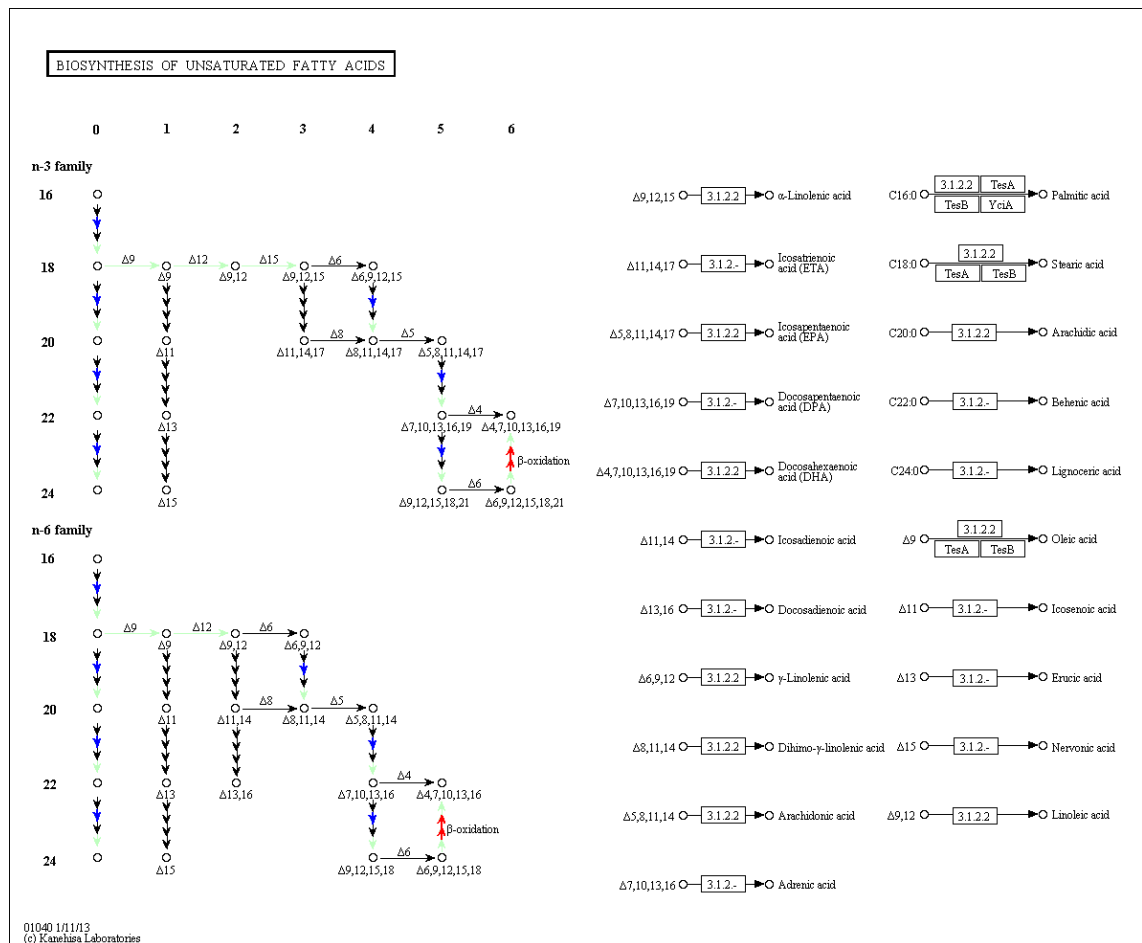 BIOSYNTHESIS OF UNSATURATED FATTY ACIDS
0 1 2 3 4 5 6
n-3 family
16
Δ9 Δ12 Δ15 Δ6
18
Δ9 Δ9,12 Δ9,12,15 Δ6,9,12,15
Δ8 Δ5
20
Δ11 Δ11,14,17 Δ8,11,14,17 Δ5,8,11,14,17
Δ4
22
Δ13 Δ7,10,13,16,19 Δ4,7,10,13,16,19
β-oxidation
Δ6
24
Δ15 Δ9,12,15,18,21 Δ6,9,12,15,18,21
n-6 family
16
Δ9 Δ12 Δ6
18
Δ9 Δ9,12 Δ6,9,12
Δ8 Δ5
20
Δ11 Δ11,14 Δ8,11,14 Δ5,8,11,14
Δ4
22
Δ13 Δ13,16 Δ7,10,13,16 Δ4,7,10,13,16
β-oxidation
Δ6
24
Δ15 Δ9,12,15,18 Δ6,9,12,15,18
Δ9,12,15 3.1.2.2 α-Linolenic acid
Δ11,14,17 3.1.2.- Icosatrienoic
acid (ETA)
Δ5,8,11,14,17 3.1.2.2 Icosapentaenoic
acid (EPA)
Δ7,10,13,16,19 3.1.2.- Docosapentaenoic
acid (DPA)
Δ4,7,10,13,16,19 3.1.2.2 Docosahexaenoic
acid (DHA)
Δ11,14 3.1.2.- Icosadienoic acid
Δ13,16 3.1.2.- Docosadienoic acid
Δ6,9,12 3.1.2.2 γ-Linolenic acid
Δ8,11,14 3.1.2.2 Dihimo-γ-linolenic acid
Δ5,8,11,14 3.1.2.2 Arachidonic acid
Δ7,10,13,16 3.1.2.- Adrenic acid
3.1.2.2 TesA
C16:0 Palmitic acid
TesB YciA
3.1.2.2
C18:0 Stearic acid
TesA TesB
C20:0 3.1.2.2 Arachidic acid
C22:0 3.1.2.- Behenic acid
C24:0 3.1.2.- Lignoceric acid
3.1.2.2
Δ9 Oleic acid
TesA TesB
Δ11 3.1.2.- Icosenoic acid
Δ13 3.1.2.- Erucic acid
Δ15 3.1.2.- Nervonic acid
Δ9,12 3.1.2.2 Linoleic acid
01040 1/11/13
(c) Kanehisa Laboratories